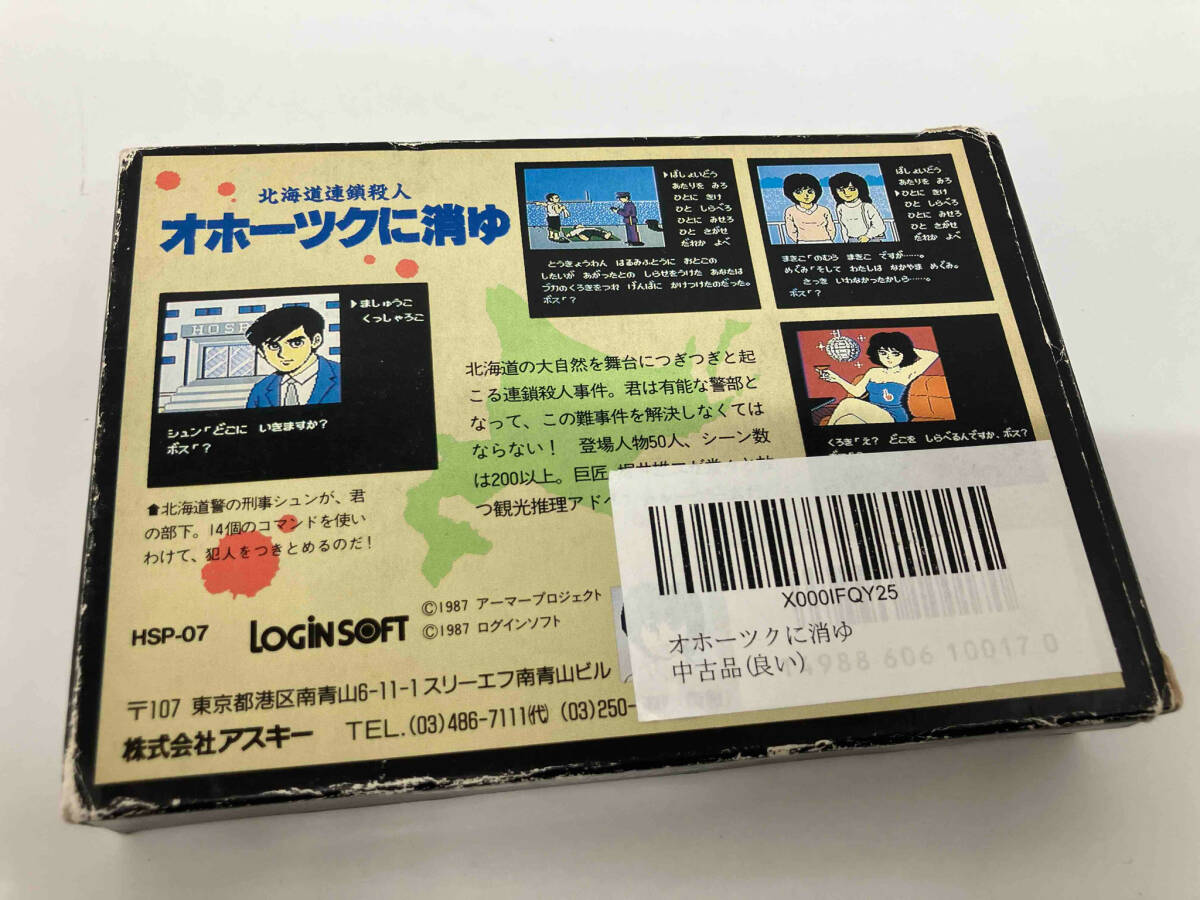 北海道連鎖殺人
オホーツクに消ゆ
HOSP
▶ましゅうこ
くっしゃろこ
シュン「どこに いきますか?
ボス「?
⬆北海道警の刑事シュンが、君
の部下。14個のコマンドを使い
わけて、犯人をつきとめるのだ!
▶ばしょいどう
あたりを みろ
ひとに きけ
ひと しらべろ
ひとに みせろ
ひと さがせ
だれか よべ
とうきょうわん はるみふとうに おとこの
したいが あがったとの しらせをうけた あなたは
ブカのくろきをつれ げんばに かけつけたのだった。
ボス「?
ばしょいどう
あたりを みろ
▶ひとに きけ
ひと しらべろ
ひとに みせろ
ひと さがせ
だれか よべ
まきこ「のむら まきこ ですが……。
めぐみ「そして わたしは なかやま めぐみ。
さっき いわなかったかしら……。
ボス「?
くろき「え? どこを しらべるんですか、ボス?
北海道の大自然を舞台につぎつぎと起
こる連鎖殺人事件。君は有能な警部と
なって、この難事件を解決しなくては
ならない! 登場人物50人、シーン数
は200以上。巨匠
つ観光推理アド
HSP-07
LOGiN SOFT
©1987 アーマープロジェクト
©1987 ログインソフト
〒107 東京都港区南青山6-11-1スリーエフ南青山ビル
株式会社アスキー TEL.(03)486-7111(代) (03)250-
X000IFQY25
オホーツクに消ゆ
中古品(良い)
988606 10017 0